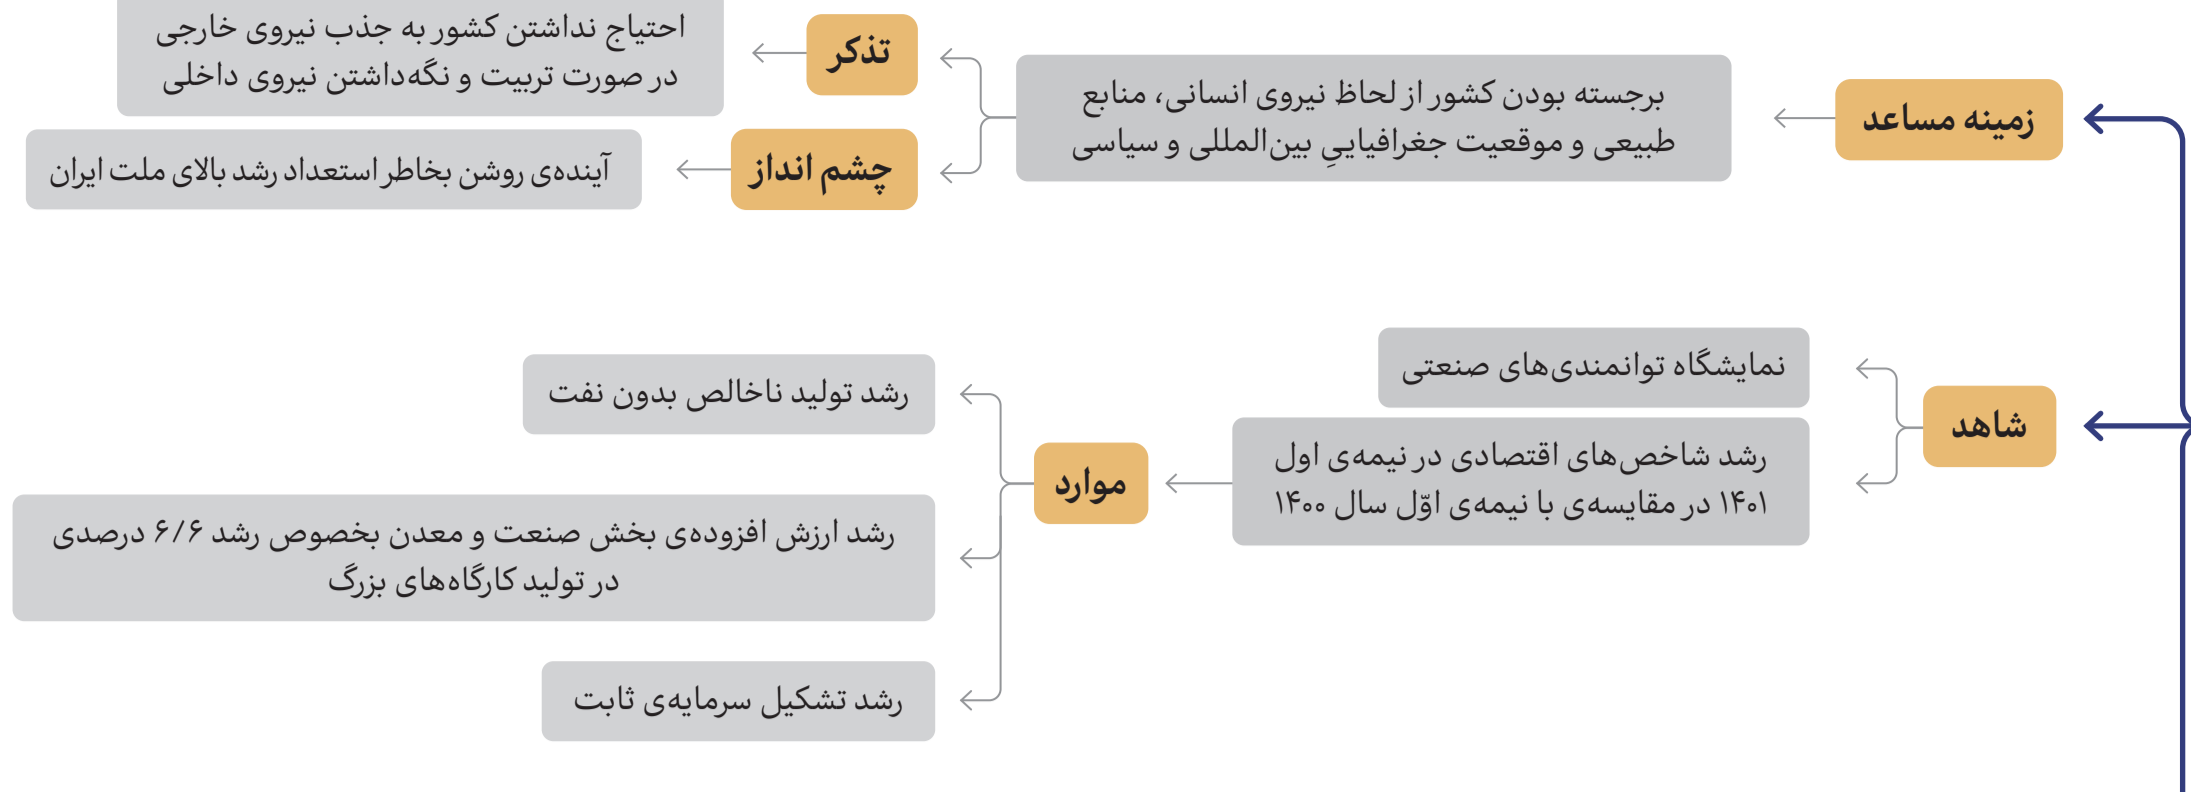 زمینه مساعد
برجسته بودن کشور از لحاظ نیروی انسانی، منابع
طبیعی و موقعیت جغرافیاییِ بین‌المللی و سیاسی
تذکر
احتیاج نداشتن کشور به جذب نیروی خارجی
در صورت تربیت و نگه‌داشتن نیروی داخلی
چشم انداز
آینده‌ی روشن بخاطر استعداد رشد بالای ملت ایران
شاهد
نمایشگاه توانمندی‌های صنعتی
رشد شاخص‌های اقتصادی در نیمه‌ی اول
۱۴۰۱ در مقایسه‌ی با نیمه‌ی اوّل سال ۱۴۰۰
موارد
رشد تولید ناخالص بدون نفت
رشد ارزش افزوده‌ی بخش صنعت و معدن بخصوص رشد ۶/۶ درصدی
در تولید کارگاه‌های بزرگ
رشد تشکیل سرمایه‌ی ثابت